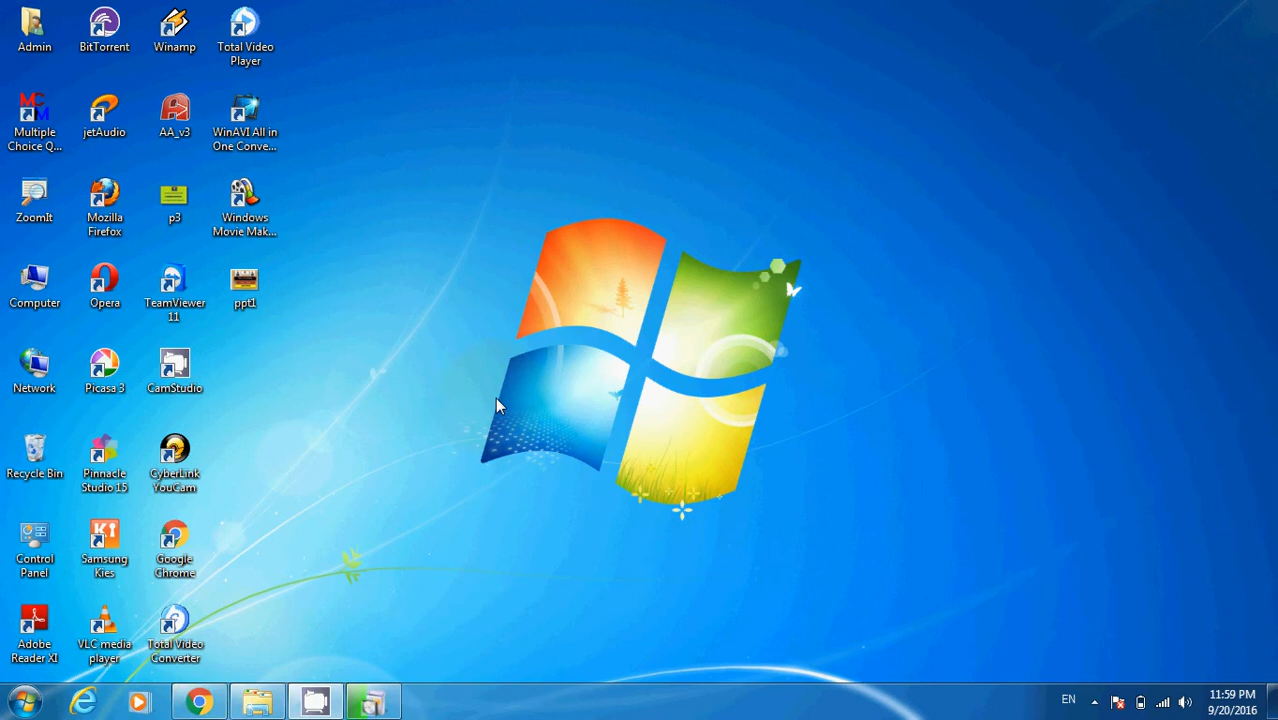 Admin
BitTorrent
Winamp
Total Video
Player
MCM
Multiple
Choice Q...
jetAudio
AA_v3
WinAVI All in
One Conve...
ZoomIt
Mozilla
Firefox
p3
Windows
Movie Mak...
Computer
Opera
TeamViewer
11
ppt1
Network
Picasa 3
CamStudio
Recycle Bin
Pinnacle
Studio 15
CyberLink
YouCam
Control
Panel
Samsung
Kies
Google
Chrome
Adobe
Reader XI
VLC media
player
Total Video
Converter
EN
11:59 PM
9/20/2016